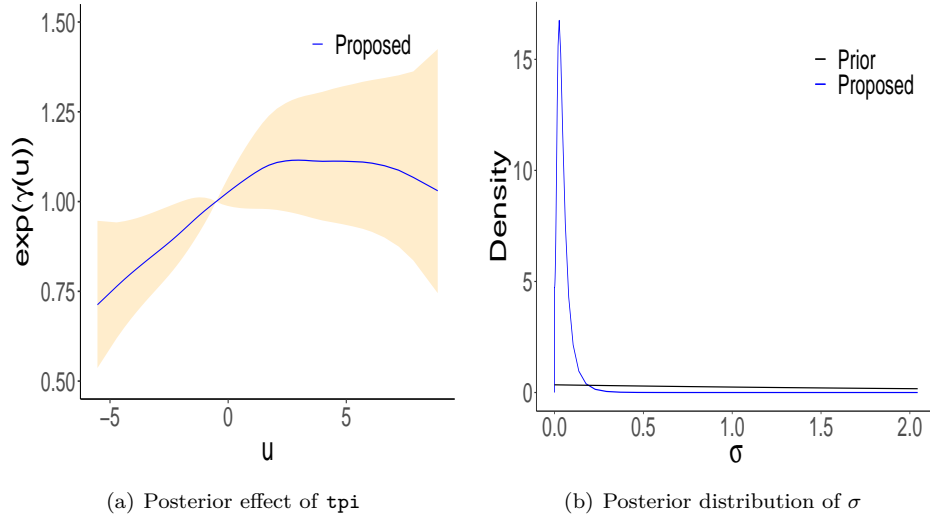 1.50
1.25
1.00
0.75
0.50
exp(γ(u))
−5
0
5
u
Proposed
15
10
5
0
Density
0.0
0.5
1.0
1.5
2.0
σ
Prior
Proposed
(a) Posterior effect of tpi
(b) Posterior distribution of σ